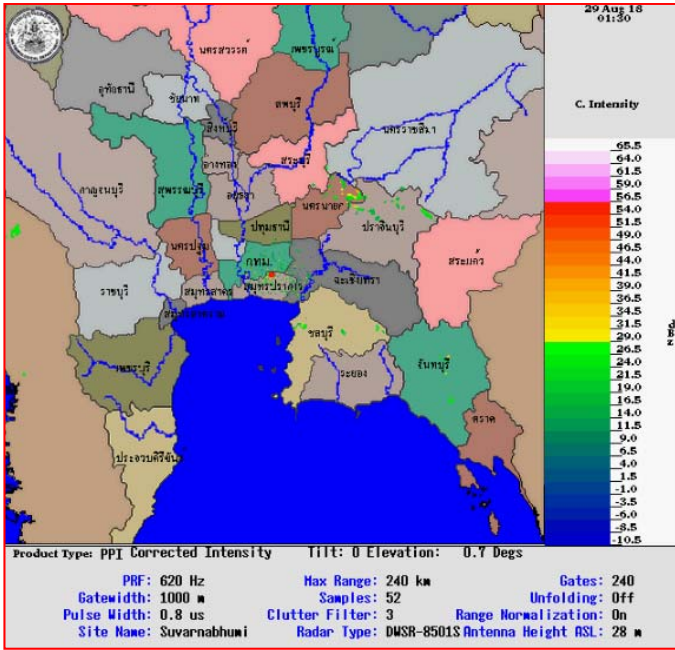 29 Aug 18
01:30
C. Intensity
นครสวรรค์
เพชรบูรณ์
อุทัยธานี
ชัยนาท
ลพบุรี
นครราชสีมา
สิงหบุรี
อ่างทอง
สระบุรี
กาญจนบุรี
สุพรรณบุรี
อยุธยา
นครนายก
ปราจีนบุรี
ปทุมธานี
นครปฐม
กทม.
สระแก้ว
ราชบุรี
สมุทรสาคร
สมุทรปราการ
ฉะเชิงเทรา
สมุทรสงคราม
ชลบุรี
เพชรบุรี
ระยอง
จันทบุรี
ตราด
ประจวบคีรีขันธ์
65.5
64.0
61.5
59.0
56.5
54.0
51.5
49.0
46.5
44.0
41.5
39.0
36.5
34.0
31.5
29.0
26.5
24.0
21.5
19.0
16.5
14.0
11.5
9.0
6.5
4.0
1.5
-1.0
-3.5
-6.0
-8.5
-10.5
Product Type: PPI Corrected Intensity Tilt: 0 Elevation: 0.7 Degs
PRF: 620 Hz Max Range: 240 km Gates: 240
Gatewidth: 1000 m Samples: 52 Unfolding: Off
Pulse Width: 0.8 us Clutter Filter: 3 Range Normalization: On
Site Name: Suvarnabhumi Radar Type: DWSR-8501S Antenna Height ASL: 28 m